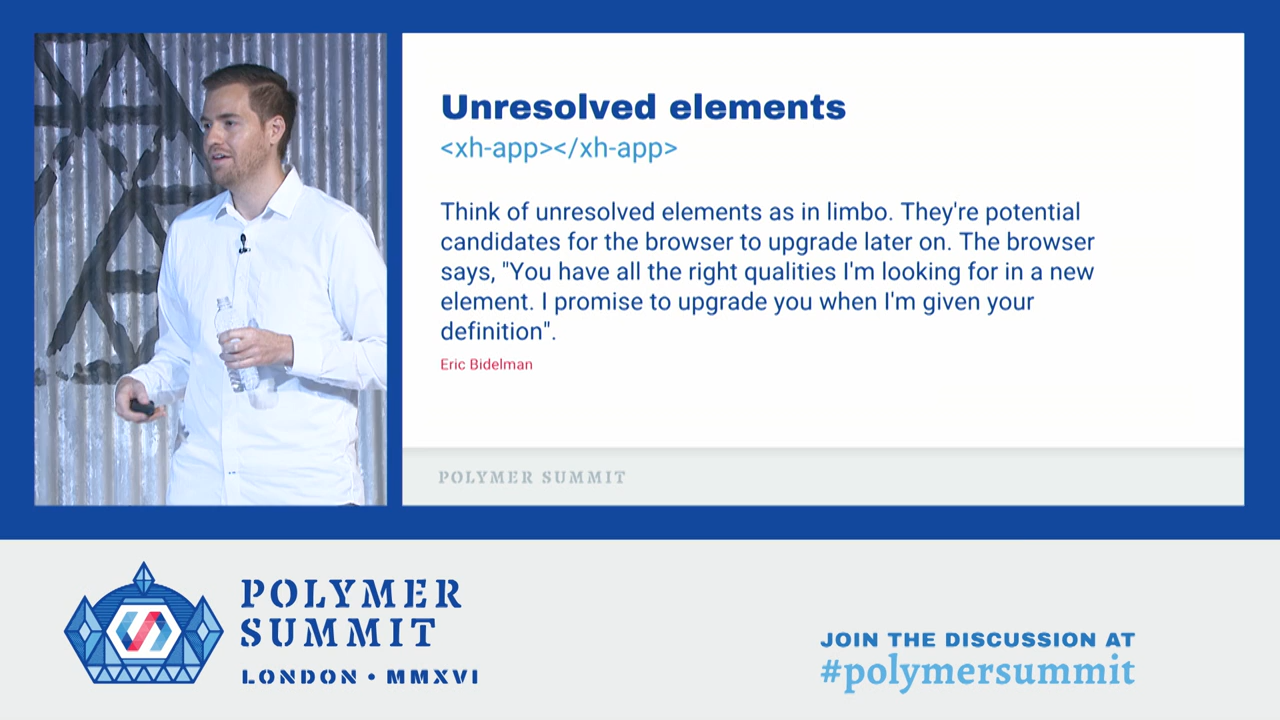 Unresolved elements
<xh-app></xh-app>
Think of unresolved elements as in limbo. They're potential
candidates for the browser to upgrade later on. The browser
says, "You have all the right qualities I'm looking for in a new
element. I promise to upgrade you when I'm given your
definition".
Eric Bidelman
POLYMER SUMMIT
POLYMER
SUMMIT
LONDON • MMXVI
JOIN THE DISCUSSION AT
#polymersummit